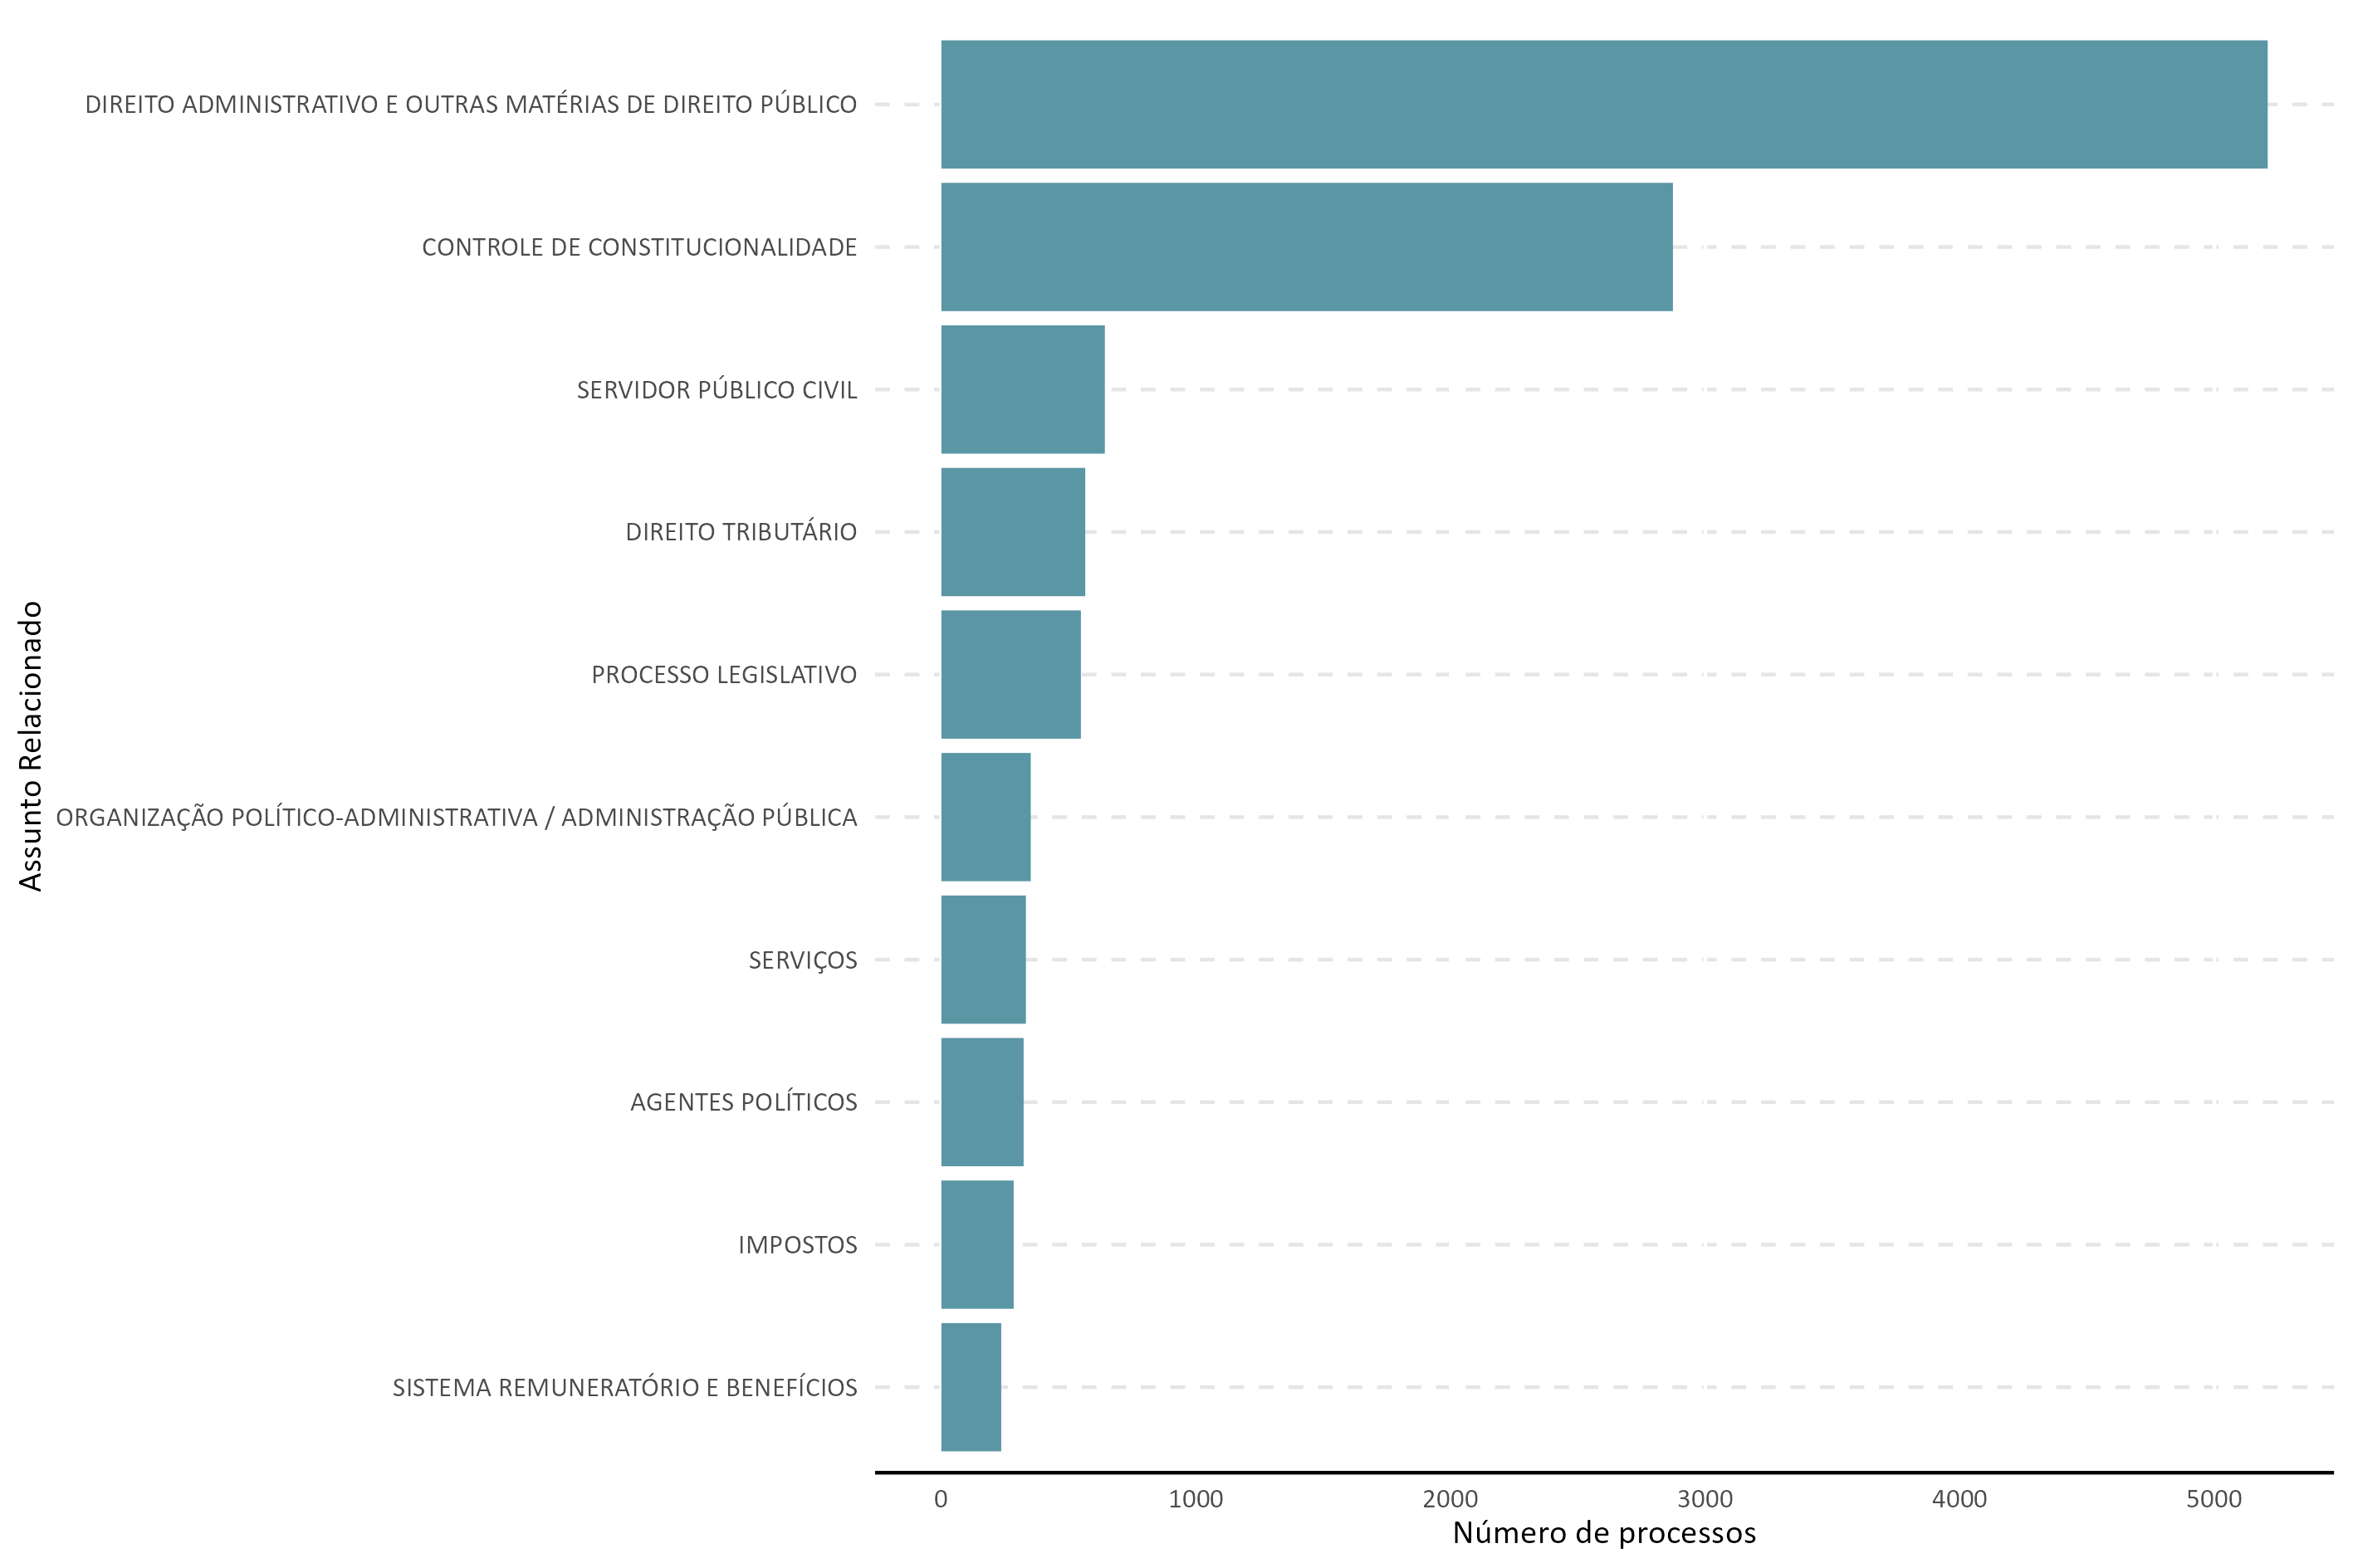 DIREITO ADMINISTRATIVO E OUTRAS MATÉRIAS DE DIREITO PÚBLICO
CONTROLE DE CONSTITUCIONALIDADE
SERVIDOR PÚBLICO CIVIL
DIREITO TRIBUTÁRIO
PROCESSO LEGISLATIVO
ORGANIZAÇÃO POLÍTICO-ADMINISTRATIVA / ADMINISTRAÇÃO PÚBLICA
SERVIÇOS
AGENTES POLÍTICOS
IMPOSTOS
SISTEMA REMUNERATÓRIO E BENEFÍCIOS
Assunto Relacionado
0 1000 2000 3000 4000 5000
Número de processos